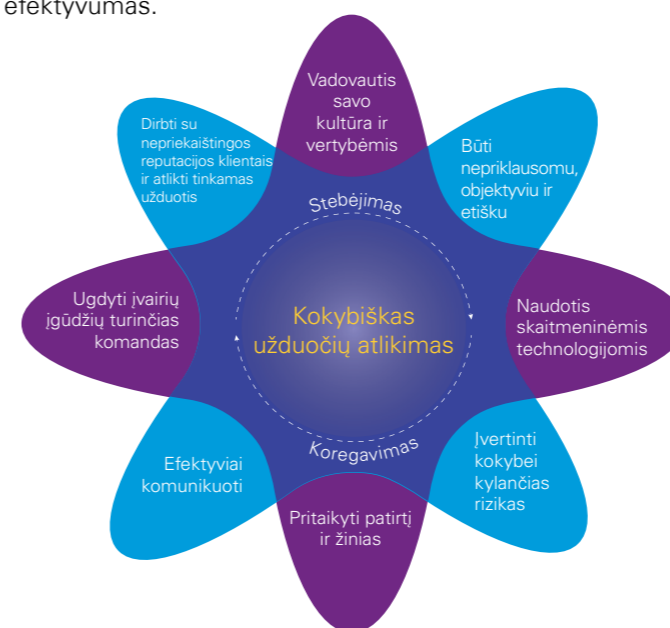 efektyvumas.
Vadovautis
savo
kultūra ir
vertybėmis
Dirbti su
nepriekaištingos
reputacijos klientais
ir atlikti tinkamas
užduotis
Būti
nepriklausomu,
objektyviu ir
etišku
Stebėjimas
Ugdyti įvairių
įgūdžių turinčias
komandas
Kokybiškas
užduočių atlikimas
Naudotis
skaitmeninėmis
technologijomis
Koregavimas
Efektyviai
komunikuoti
Įvertinti
kokybei
kylančias
rizikas
Pritaikyti patirtį
ir žinias